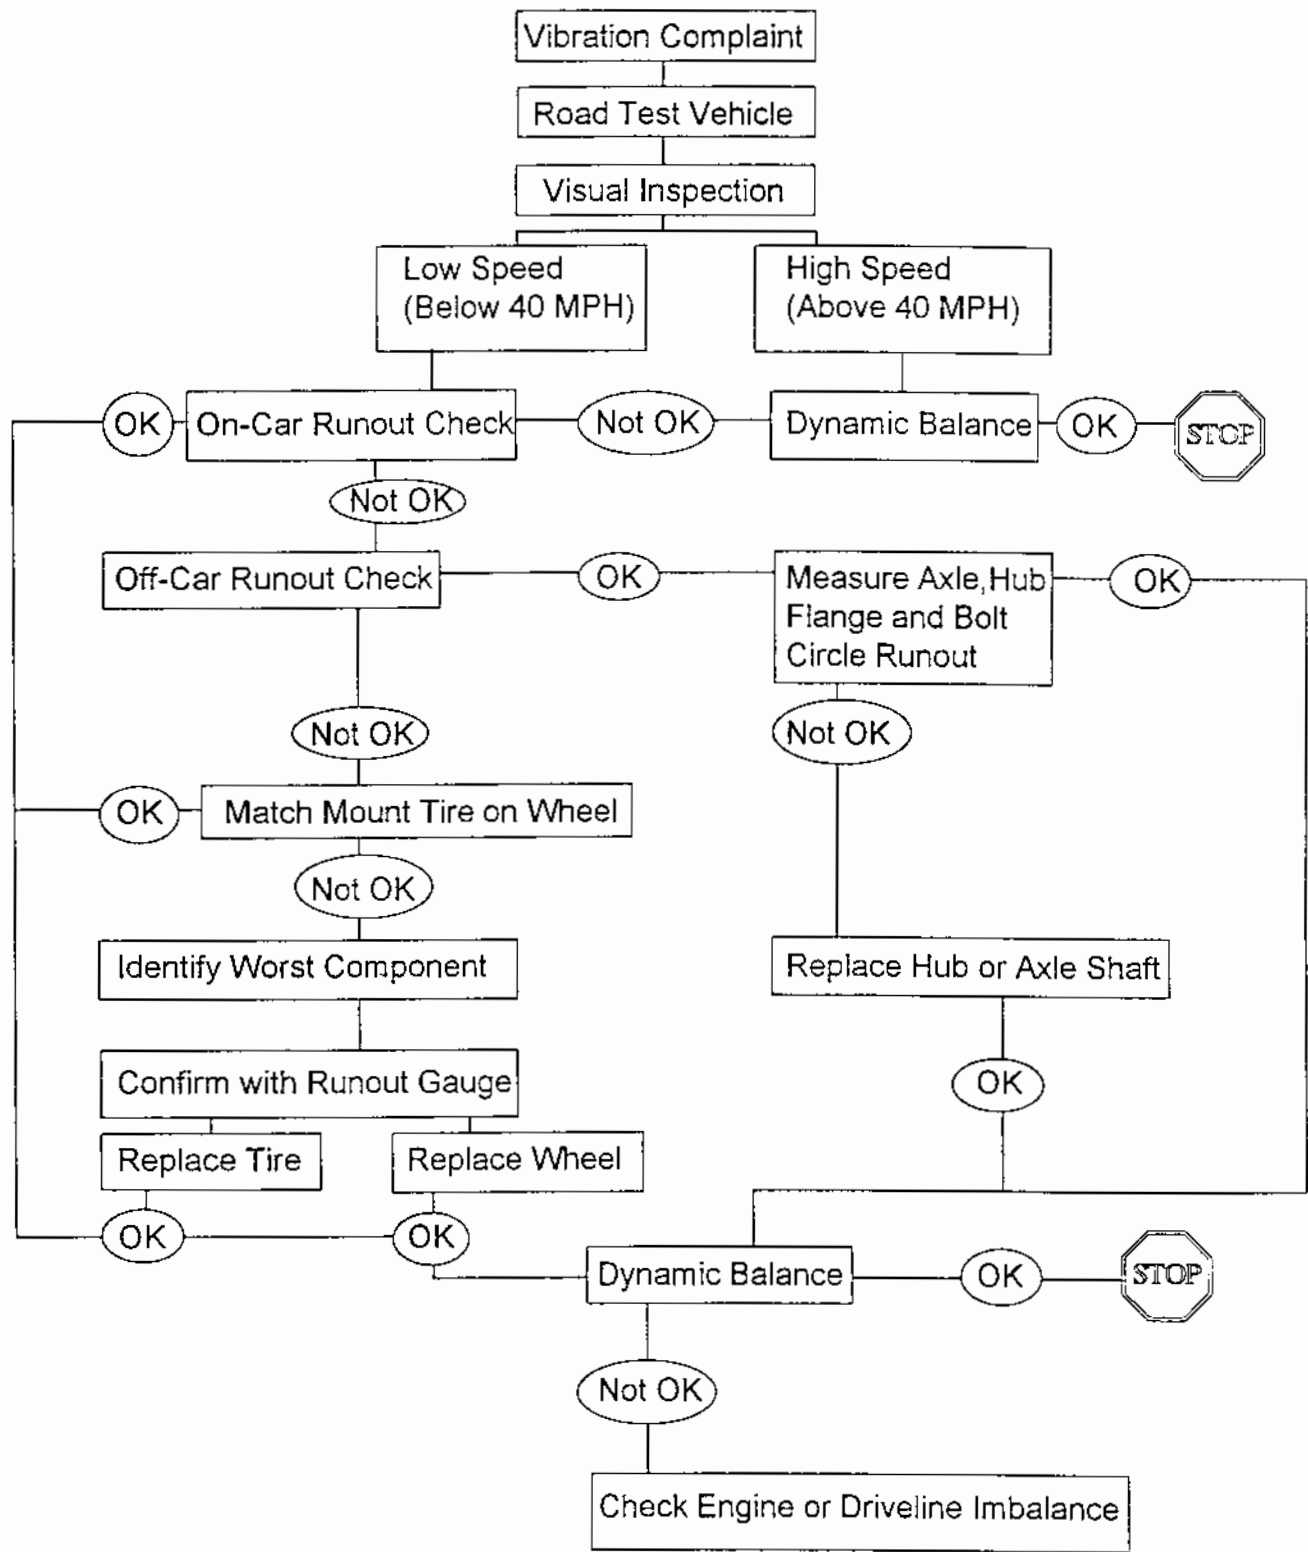 Vibration Complaint
Road Test Vehicle
Visual Inspection
Low Speed
(Below 40 MPH)
High Speed
(Above 40 MPH)
OK
On-Car Runout Check
Not OK
Dynamic Balance
OK
STOP
Not OK
Off-Car Runout Check
OK
Measure Axle, Hub
Flange and Bolt
Circle Runout
OK
Not OK
Not OK
OK
Match Mount Tire on Wheel
Not OK
Identify Worst Component
Replace Hub or Axle Shaft
Confirm with Runout Gauge
OK
Replace Tire
Replace Wheel
OK
OK
Dynamic Balance
OK
STOP
Not OK
Check Engine or Driveline Imbalance